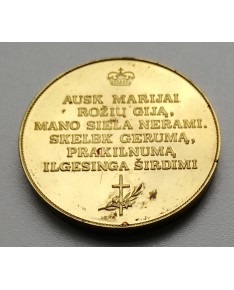 AUSK MARIJAI
ROŽIŲ GIJĄ,
MANO SIELA NERAMI.
SKELBK GERUMĄ,
PRAKILNUMĄ
ILGESINGA ŠIRDIMI